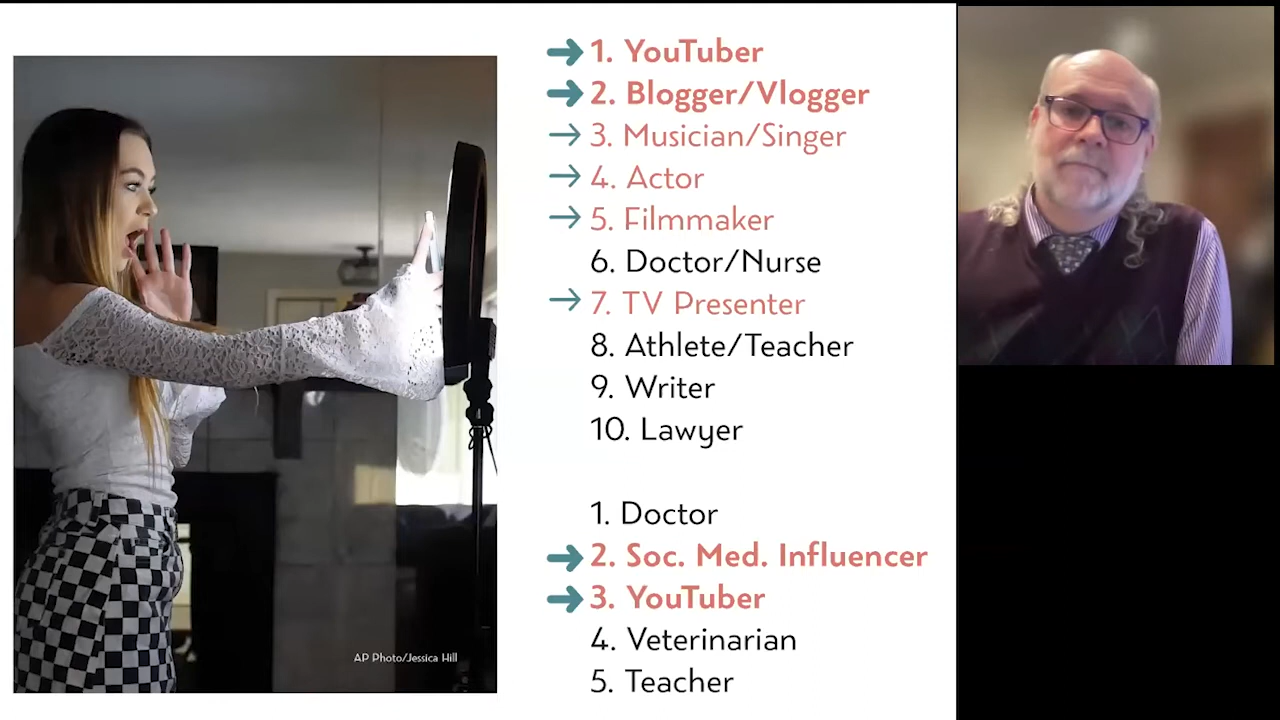 1. YouTuber
2. Blogger/Vlogger
3. Musician/Singer
4. Actor
5. Filmmaker
6. Doctor/Nurse
7. TV Presenter
8. Athlete/Teacher
9. Writer
10. Lawyer
1. Doctor
2. Soc. Med. Influencer
3. YouTuber
4. Veterinarian
5. Teacher
AP Photo/Jessica Hill